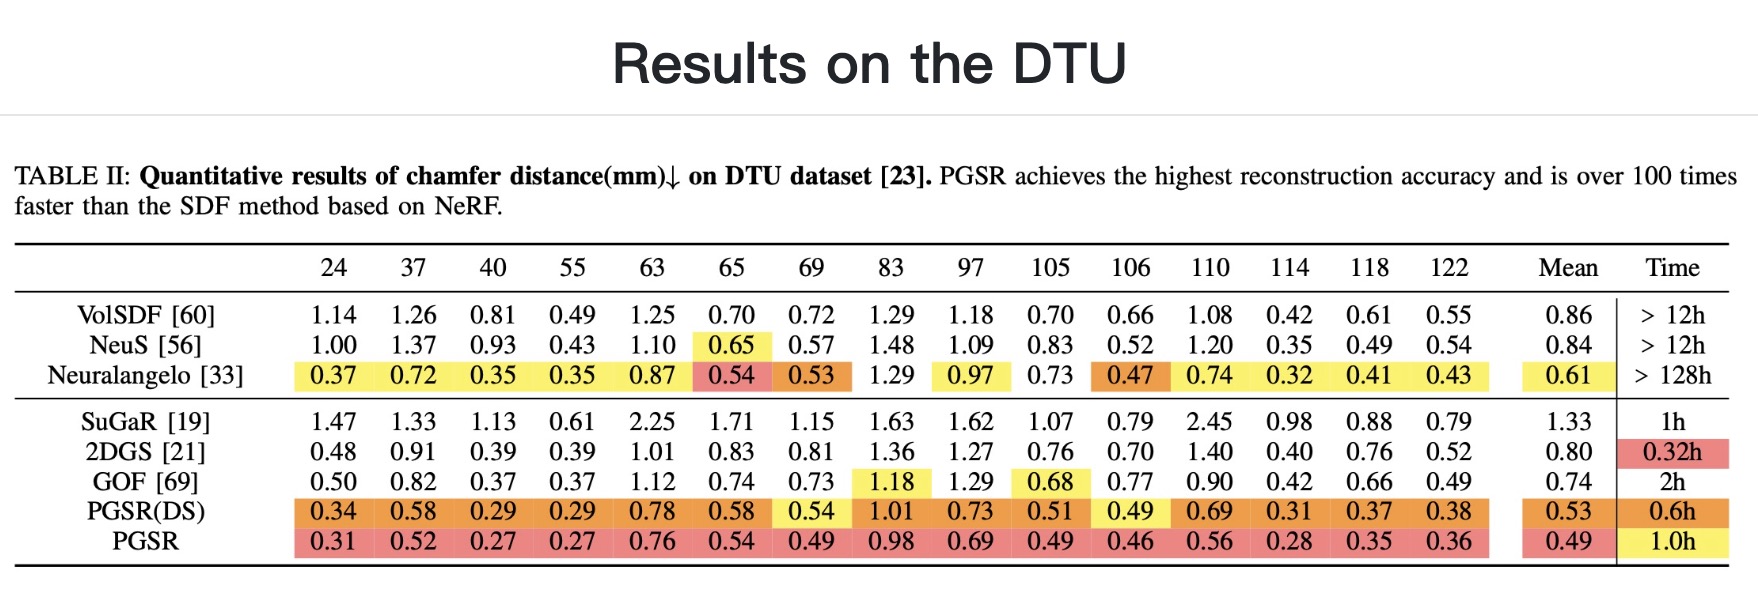 Results on the DTU
TABLE II: Quantitative results of chamfer distance(mm)↓ on DTU dataset [23]. PGSR achieves the highest reconstruction accuracy and is over 100 times
faster than the SDF method based on NeRF.
24 37 40 55 63 65 69 83 97 105 106 110 114 118 122 Mean Time
VolSDF [60] 1.14 1.26 0.81 0.49 1.25 0.70 0.72 1.29 1.18 0.70 0.66 1.08 0.42 0.61 0.55 0.86 > 12h
NeuS [56] 1.00 1.37 0.93 0.43 1.10 0.65 0.57 1.48 1.09 0.83 0.52 1.20 0.35 0.49 0.54 0.84 > 12h
Neuralangelo [33] 0.37 0.72 0.35 0.35 0.87 0.54 0.53 1.29 0.97 0.73 0.47 0.74 0.32 0.41 0.43 0.61 > 128h
SuGaR [19] 1.47 1.33 1.13 0.61 2.25 1.71 1.15 1.63 1.62 1.07 0.79 2.45 0.98 0.88 0.79 1.33 1h
2DGS [21] 0.48 0.91 0.39 0.39 1.01 0.83 0.81 1.36 1.27 0.76 0.70 1.40 0.40 0.76 0.52 0.80 0.32h
GOF [69] 0.50 0.82 0.37 0.37 1.12 0.74 0.73 1.18 1.29 0.68 0.77 0.90 0.42 0.66 0.49 0.74 2h
PGSR(DS) 0.34 0.58 0.29 0.29 0.78 0.58 0.54 1.01 0.73 0.51 0.49 0.69 0.31 0.37 0.38 0.53 0.6h
PGSR 0.31 0.52 0.27 0.27 0.76 0.54 0.49 0.98 0.69 0.49 0.46 0.56 0.28 0.35 0.36 0.49 1.0h